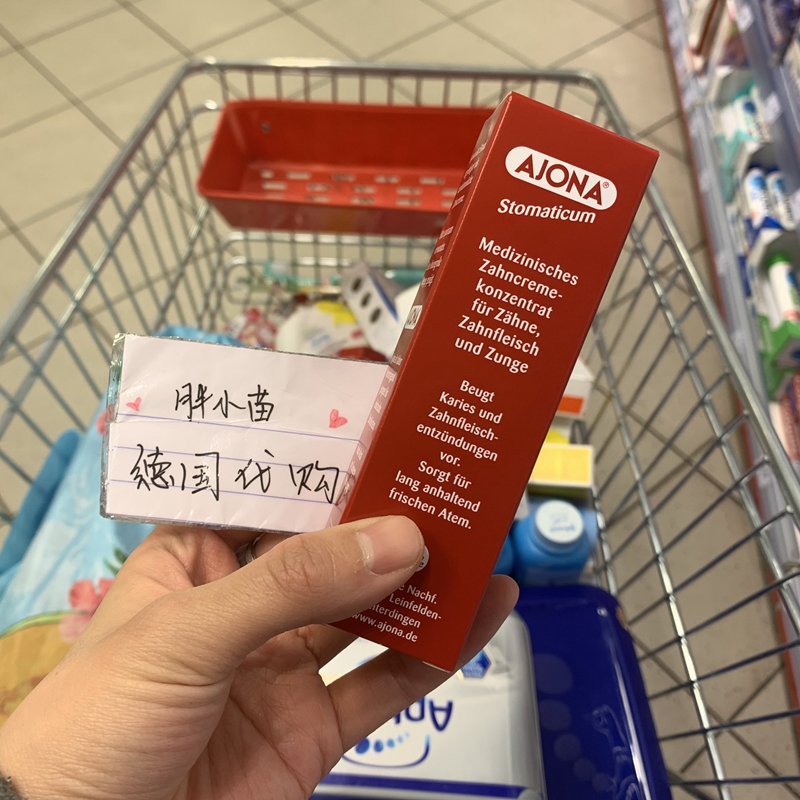 胖小苗
德国代购
AJONA®
Stomaticum
Medizinisches
Zahncreme-
konzentrat
für Zähne,
Zahnfleisch
und Zunge
Beugt
Karies und
Zahnfleisch-
entzündungen
vor.
Sorgt für
lang anhaltend
frischen Atem.
Nachf.
Leinfelden-
www.ajona.de